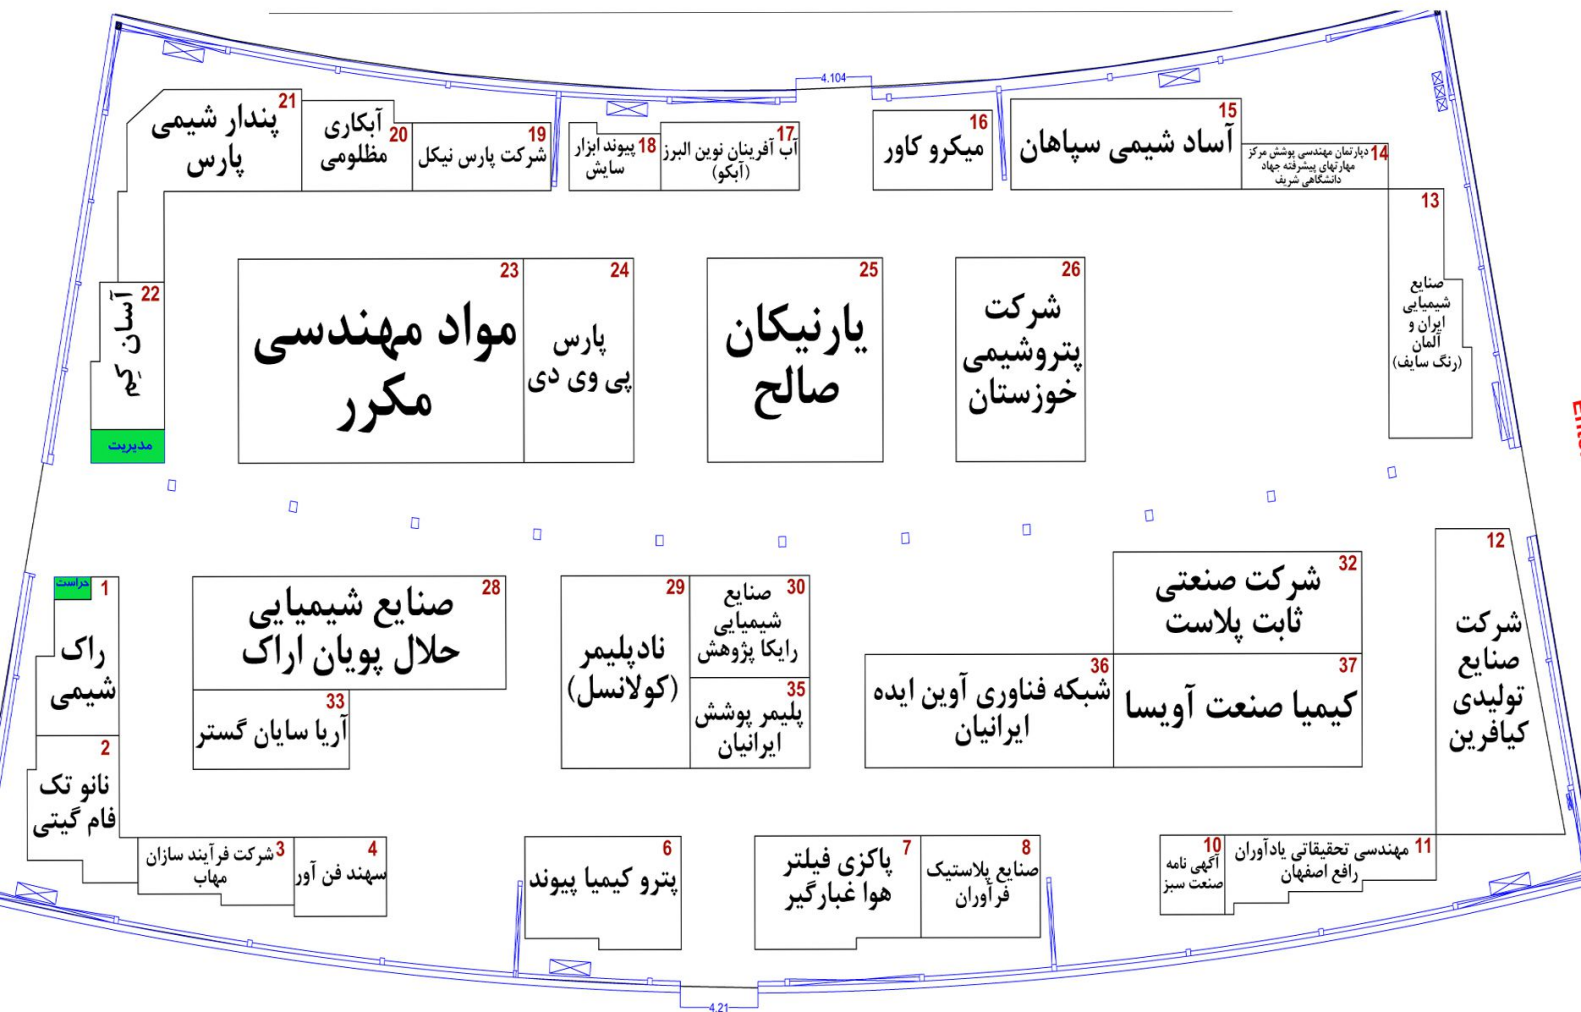 4.104
21
پندار شیمی
پارس
20
آبکاری
مظلومی
19
شرکت پارس نیکل
18
پیوند ابزار
سایش
17
آب آفرینان نوین البرز
(آبکو)
16
میکرو کاور
15
آساد شیمی سپاهان
14
دپارتمان مهندسی پوشش مرکز
مهارتهای پیشرفته جهاد
دانشگاهی شریف
13
صنایع
شیمیایی
ایران و
آلمان
(رنگ سایف)
22
آسان کِم
مدیریت
23
مواد مهندسی
مکرر
24
پارس
پی وی دی
25
یارنیکان
صالح
26
شرکت
پتروشیمی
خوزستان
حراست
1
راک
شیمی
2
نانو تک
فام گیتی
28
صنایع شیمیایی
حلال پویان اراک
33
آریا سایان گستر
29
نادپلیمر
(کولانسل)
30
صنایع
شیمیایی
رایکا پژوهش
35
پلیمر پوشش
ایرانیان
32
شرکت صنعتی
ثابت پلاست
36
شبکه فناوری آوین ایده
ایرانیان
37
کیمیا صنعت آویسا
12
شرکت
صنایع
تولیدی
کیافرین
3
شرکت فرآیند سازان
مهاب
4
سهند فن آور
6
پترو کیمیا پیوند
7
پاکزی فیلتر
هوا غبارگیر
8
صنایع پلاستیک
فرآوران
10
آگهی نامه
صنعت سبز
11
مهندسی تحقیقاتی یادآوران
رافع اصفهان
4.21